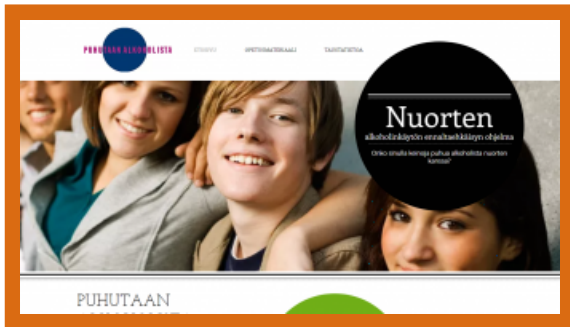 PUHUTAAN ALKOHOLISTA
ETUSIVU OPETUSMATERIAALI TAUSTATIETOA
Nuorten
alkoholinkäytön ennaltaehkäisyn ohjelma
Onko sinulla keinoja puhua alkoholista nuorten
kanssa?
PUHUTAAN